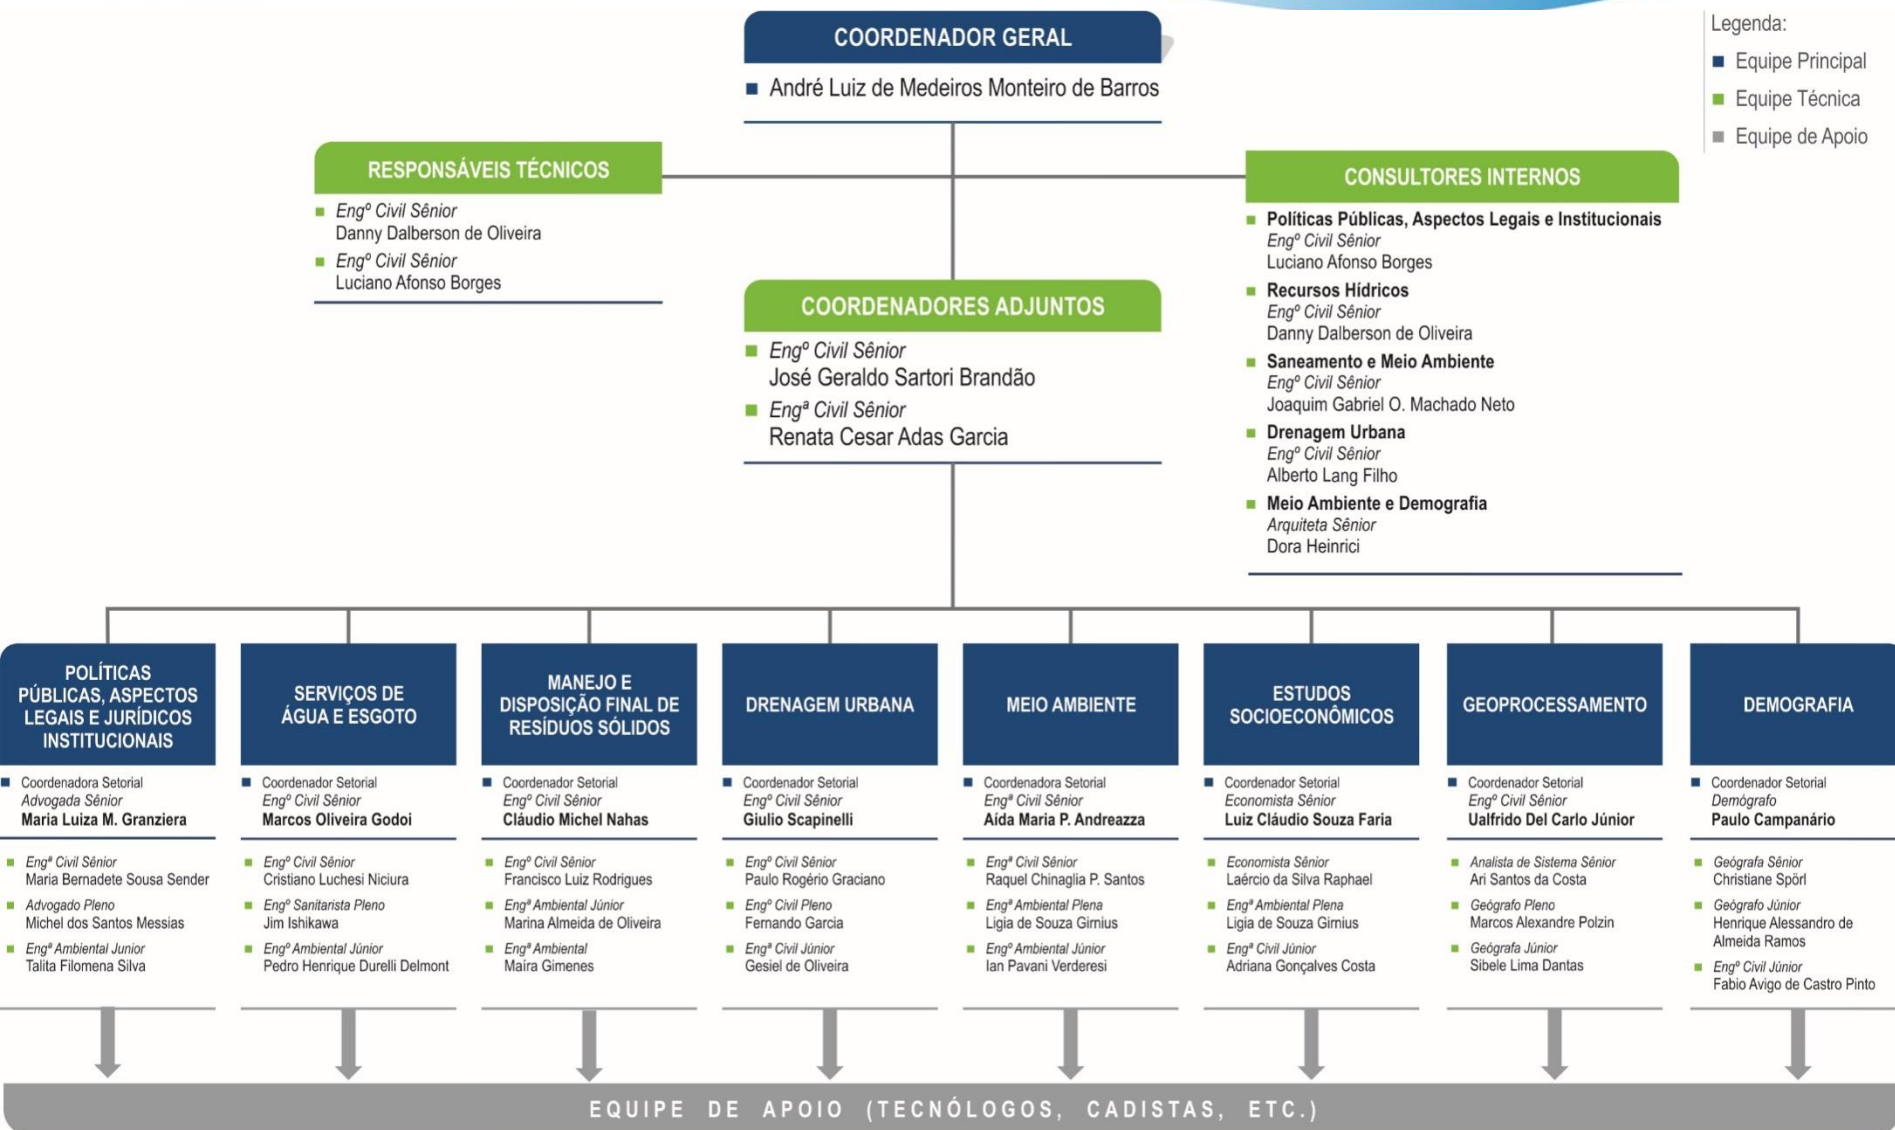 COORDENADOR GERAL
André Luiz de Medeiros Monteiro de Barros
Legenda:
Equipe Principal
Equipe Técnica
Equipe de Apoio
RESPONSÁVEIS TÉCNICOS
Engº Civil Sênior
Danny Dalberson de Oliveira
Engº Civil Sênior
Luciano Afonso Borges
CONSULTORES INTERNOS
Políticas Públicas, Aspectos Legais e Institucionais
Engº Civil Sênior
Luciano Afonso Borges
Recursos Hídricos
Engº Civil Sênior
Danny Dalberson de Oliveira
Saneamento e Meio Ambiente
Engº Civil Sênior
Joaquim Gabriel O. Machado Neto
Drenagem Urbana
Engº Civil Sênior
Alberto Lang Filho
Meio Ambiente e Demografia
Arquiteta Sênior
Dora Heinrici
COORDENADORES ADJUNTOS
Engº Civil Sênior
José Geraldo Sartori Brandão
Engª Civil Sênior
Renata Cesar Adas Garcia
POLÍTICAS
PÚBLICAS, ASPECTOS
LEGAIS E JURÍDICOS
INSTITUCIONAIS
Coordenadora Setorial
Advogada Sênior
Maria Luiza M. Granziera
Engª Civil Sênior
Maria Bernadete Sousa Sender
Advogado Pleno
Michel dos Santos Messias
Engª Ambiental Junior
Talita Filomena Silva
SERVIÇOS DE
ÁGUA E ESGOTO
Coordenador Setorial
Engº Civil Sênior
Marcos Oliveira Godoi
Engº Civil Sênior
Cristiano Luchesi Niciura
Engº Sanitarista Pleno
Jim Ishikawa
Engº Ambiental Júnior
Pedro Henrique Durelli Delmont
MANEJO E
DISPOSIÇÃO FINAL DE
RESÍDUOS SÓLIDOS
Coordenador Setorial
Engº Civil Sênior
Cláudio Michel Nahas
Engº Civil Sênior
Francisco Luiz Rodrigues
Engª Ambiental Júnior
Marina Almeida de Oliveira
Engª Ambiental
Maíra Gimenes
DRENAGEM URBANA
Coordenador Setorial
Engº Civil Sênior
Giulio Scapinelli
Engº Civil Sênior
Paulo Rogério Graciano
Engº Civil Pleno
Fernando Garcia
Engª Civil Júnior
Gesiel de Oliveira
MEIO AMBIENTE
Coordenadora Setorial
Engª Civil Sênior
Aída Maria P. Andreazza
Engª Civil Sênior
Raquel Chinaglia P. Santos
Engª Ambiental Plena
Ligia de Souza Girnius
Engº Ambiental Júnior
Ian Pavani Verderesi
ESTUDOS
SOCIOECONÔMICOS
Coordenador Setorial
Economista Sênior
Luiz Cláudio Souza Faria
Economista Sênior
Laércio da Silva Raphael
Engª Ambiental Plena
Ligia de Souza Girnius
Engª Civil Júnior
Adriana Gonçalves Costa
GEOPROCESSAMENTO
Coordenador Setorial
Engº Civil Sênior
Ualfrido Del Carlo Júnior
Analista de Sistema Sênior
Ari Santos da Costa
Geógrafo Pleno
Marcos Alexandre Polzin
Geógrafa Júnior
Sibele Lima Dantas
DEMOGRAFIA
Coordenador Setorial
Demógrafo
Paulo Campanário
Geógrafa Sênior
Christiane Spörl
Geógrafo Júnior
Henrique Alessandro de
Almeida Ramos
Engº Civil Júnior
Fabio Avigo de Castro Pinto
EQUIPE DE APOIO (TECNÓLOGOS, CADISTAS, ETC.)